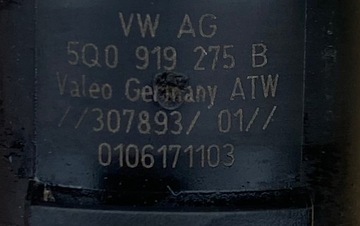 VW AG
5Q0 919 275 B
Valeo Germany ATW
//307893/ 01//
0106171103